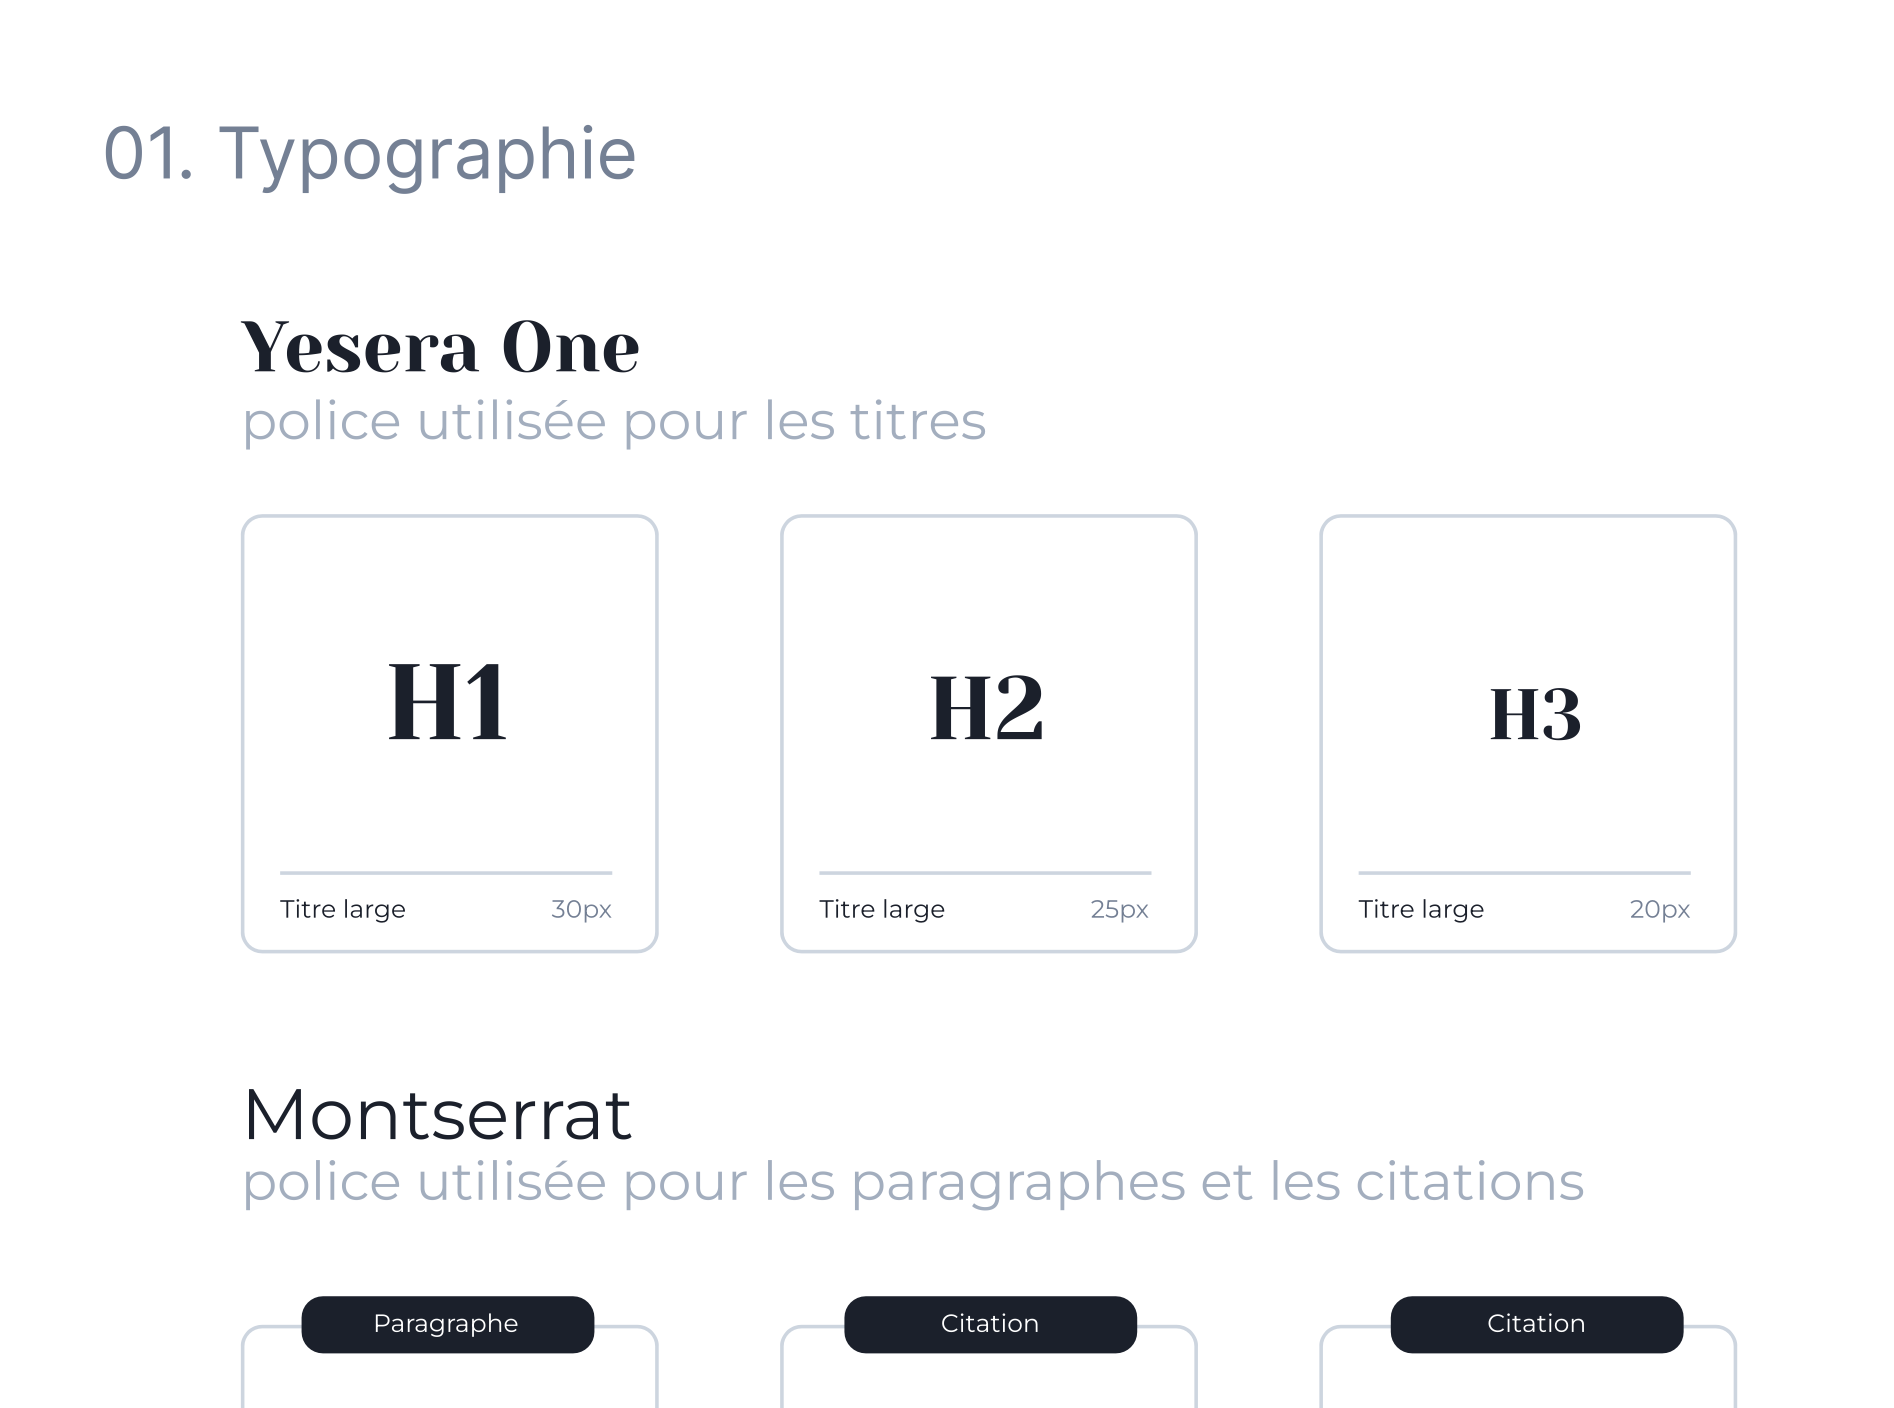 01. Typographie
Yesera One
police utilisée pour les titres
H1
H2
H3
Titre large
30px
Titre large
25px
Titre large
20px
Montserrat
police utilisée pour les paragraphes et les citations
Paragraphe
Citation
Citation